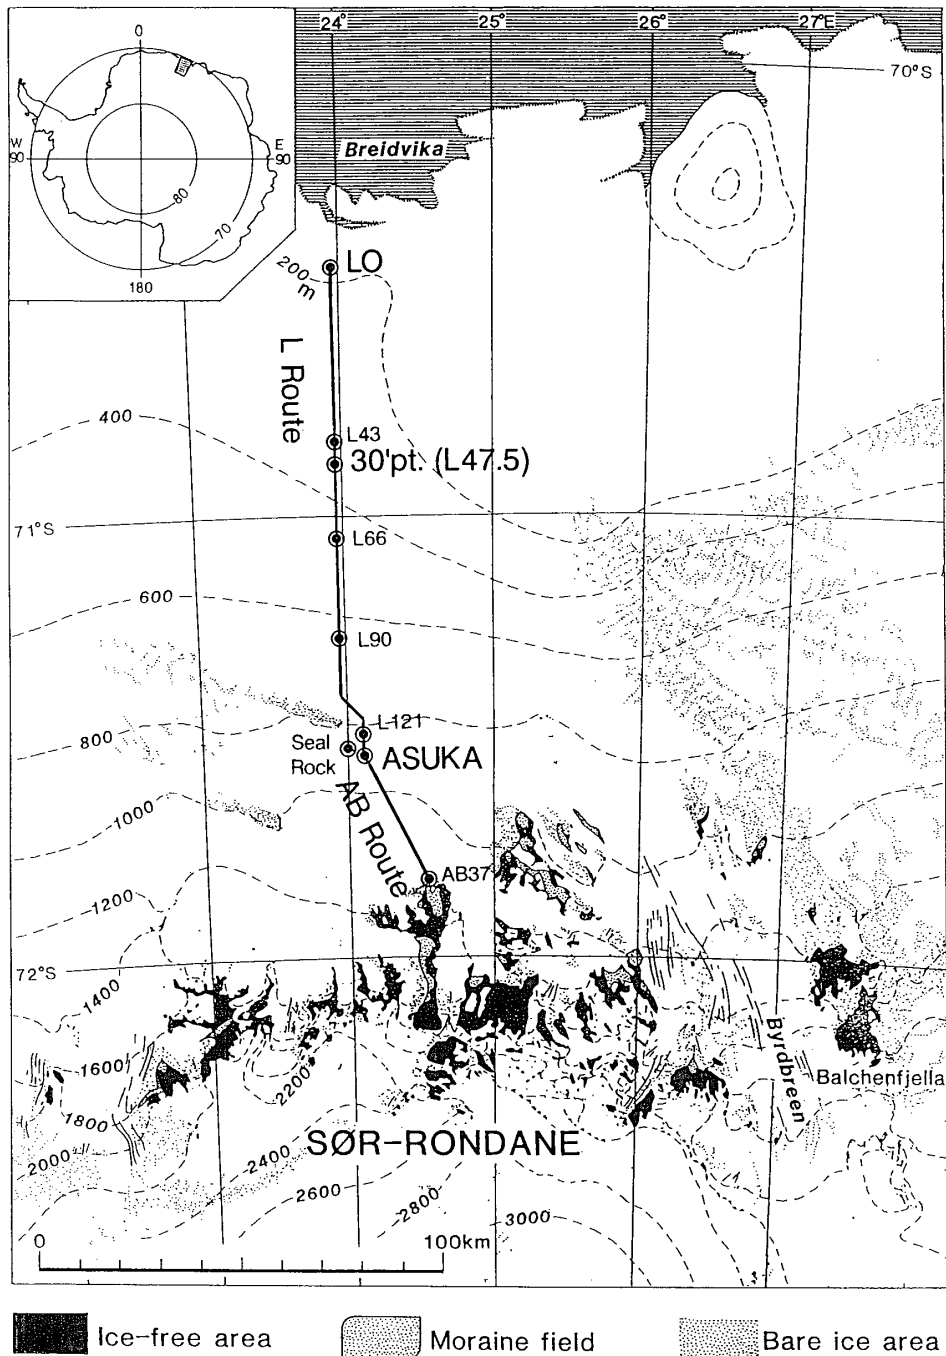 24°
25°
26°
27°E
0
W
90
E
90
80
70
180
70°S
Breidvika
LO
200
m
L Route
400
L43
30'pt. (L47.5)
71°S
L66
600
L90
L121
800
Seal
Rock
ASUKA
AB Route
1000
AB37
1200
72°S
1400
1600
2200
1800
2000
Byrdbreen
Balchenfjella
SØR-RONDANE
2400
2600
2800
3000
0
100km
Ice-free area
Moraine field
Bare ice area